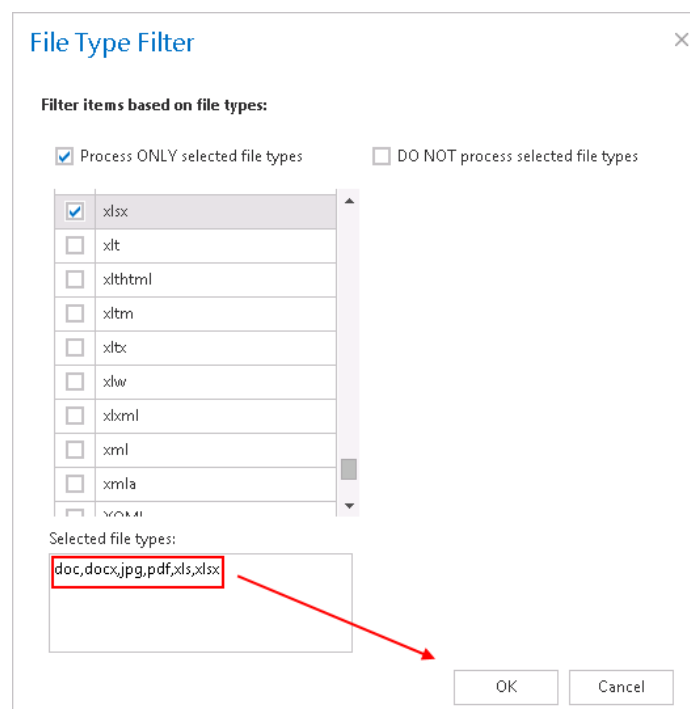 File Type Filter
Filter items based on file types:
Process ONLY selected file types
DO NOT process selected file types
xlsx
xlt
xlthtml
xltm
xltx
xlw
xlxml
xml
xmla
XOML
Selected file types:
doc,docx,jpg,pdf,xls,xlsx
OK
Cancel